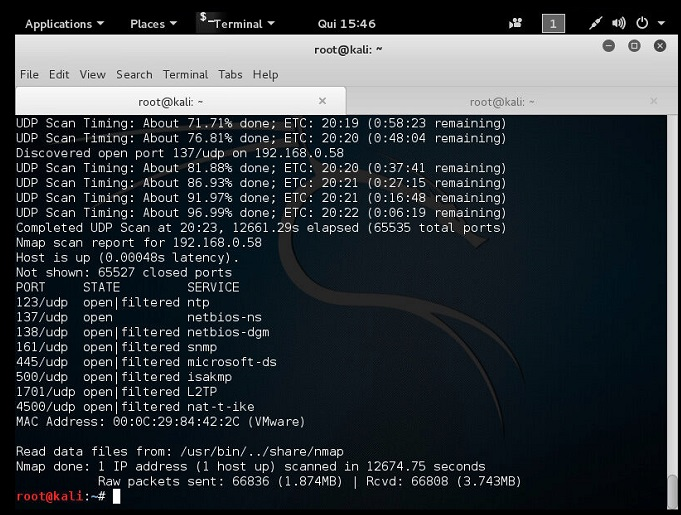 Applications Places Terminal Qui 15:46 1
root@kali: ~
File Edit View Search Terminal Tabs Help
root@kali: ~ × root@kali: ~ ×
UDP Scan Timing: About 71.71% done; ETC: 20:19 (0:58:23 remaining)
UDP Scan Timing: About 76.81% done; ETC: 20:20 (0:48:04 remaining)
Discovered open port 137/udp on 192.168.0.58
UDP Scan Timing: About 81.88% done; ETC: 20:20 (0:37:41 remaining)
UDP Scan Timing: About 86.93% done; ETC: 20:21 (0:27:15 remaining)
UDP Scan Timing: About 91.97% done; ETC: 20:21 (0:16:48 remaining)
UDP Scan Timing: About 96.99% done; ETC: 20:22 (0:06:19 remaining)
Completed UDP Scan at 20:23, 12661.29s elapsed (65535 total ports)
Nmap scan report for 192.168.0.58
Host is up (0.00048s latency).
Not shown: 65527 closed ports
PORT     STATE         SERVICE
123/udp  open|filtered ntp
137/udp  open          netbios-ns
138/udp  open|filtered netbios-dgm
161/udp  open|filtered snmp
445/udp  open|filtered microsoft-ds
500/udp  open|filtered isakmp
1701/udp open|filtered L2TP
4500/udp open|filtered nat-t-ike
MAC Address: 00:0C:29:84:42:2C (VMware)
Read data files from: /usr/bin/../share/nmap
Nmap done: 1 IP address (1 host up) scanned in 12674.75 seconds
Raw packets sent: 66836 (1.874MB) | Rcvd: 66808 (3.743MB)
root@kali:~#